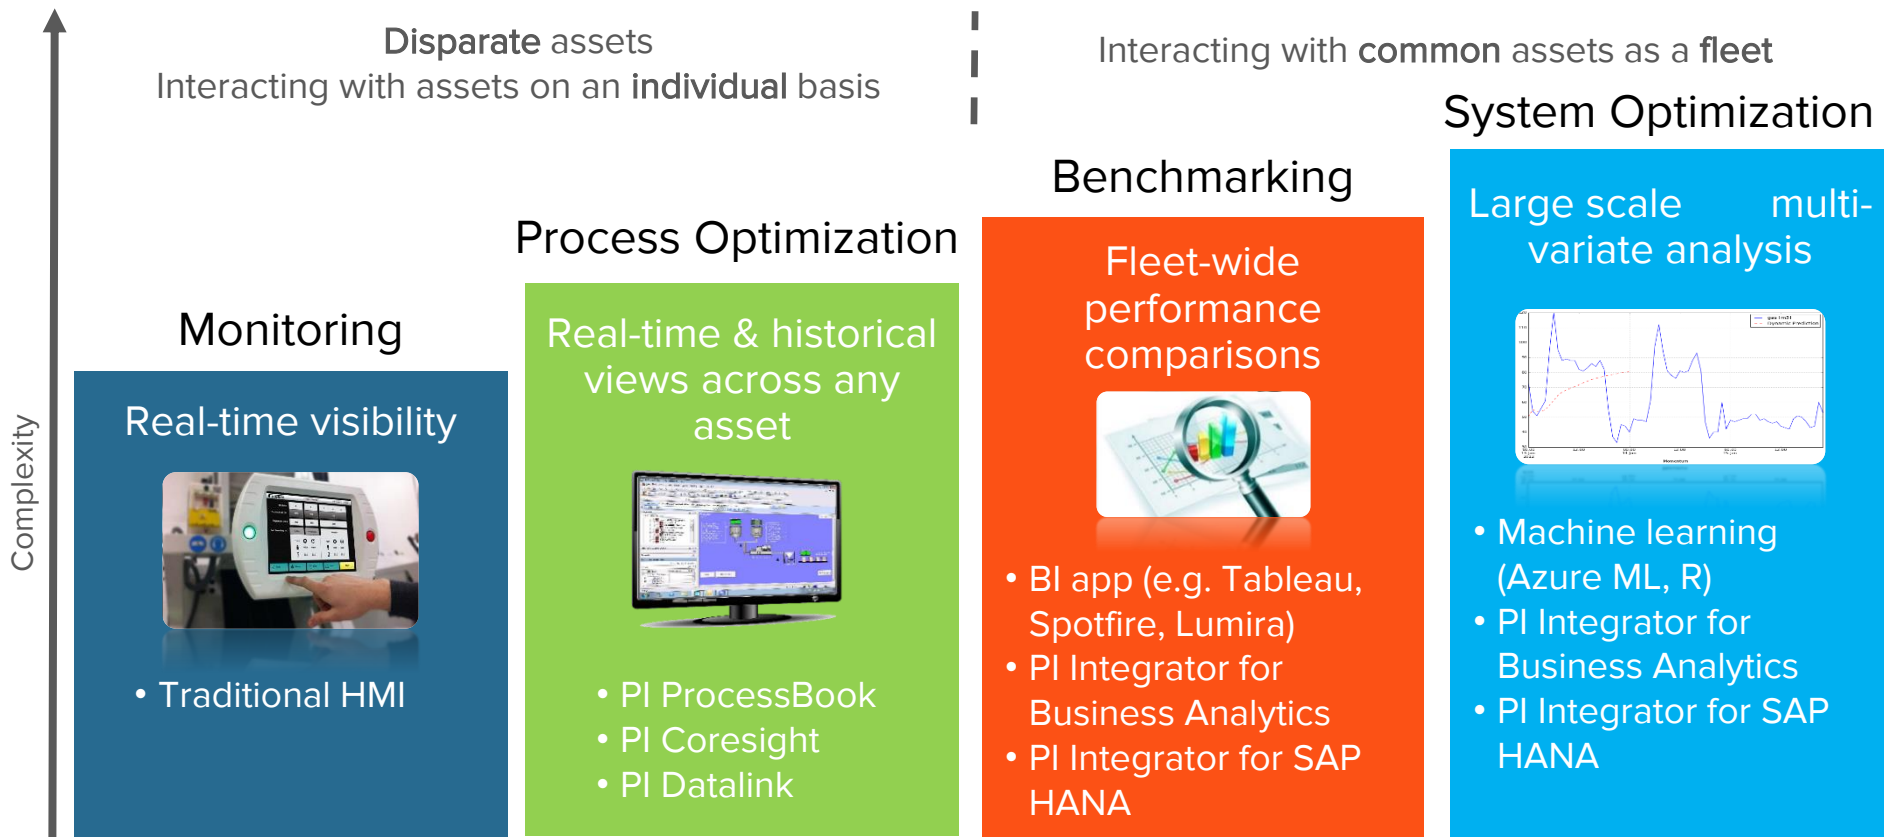 Disparate assets
Interacting with assets on an individual basis
Interacting with common assets as a fleet
Complexity
Monitoring
Real-time visibility
• Traditional HMI
Process Optimization
Real-time & historical
views across any
asset
• PI ProcessBook
• PI Coresight
• PI Datalink
Benchmarking
Fleet-wide
performance
comparisons
• BI app (e.g. Tableau,
Spotfire, Lumira)
• PI Integrator for
Business Analytics
• PI Integrator for SAP
HANA
System Optimization
Large scale multi-
variate analysis
Dynamic Prediction
Momentum
• Machine learning
(Azure ML, R)
• PI Integrator for
Business Analytics
• PI Integrator for SAP
HANA